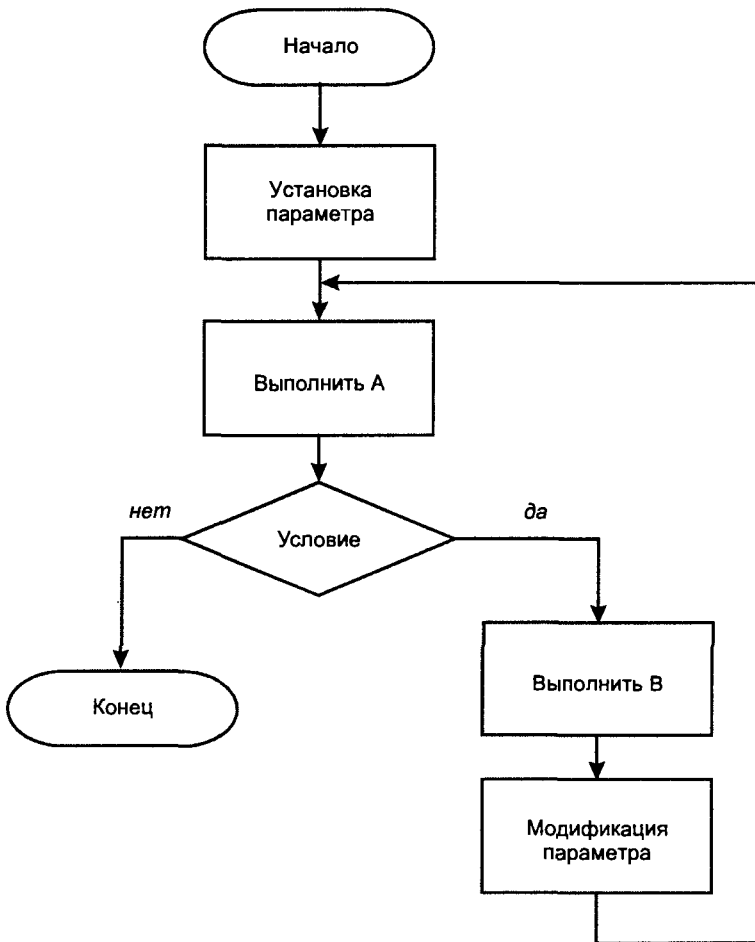 Начало
Установка
параметра
Выполнить А
нет
Условие
да
Выполнить В
Конец
Модификация
параметра